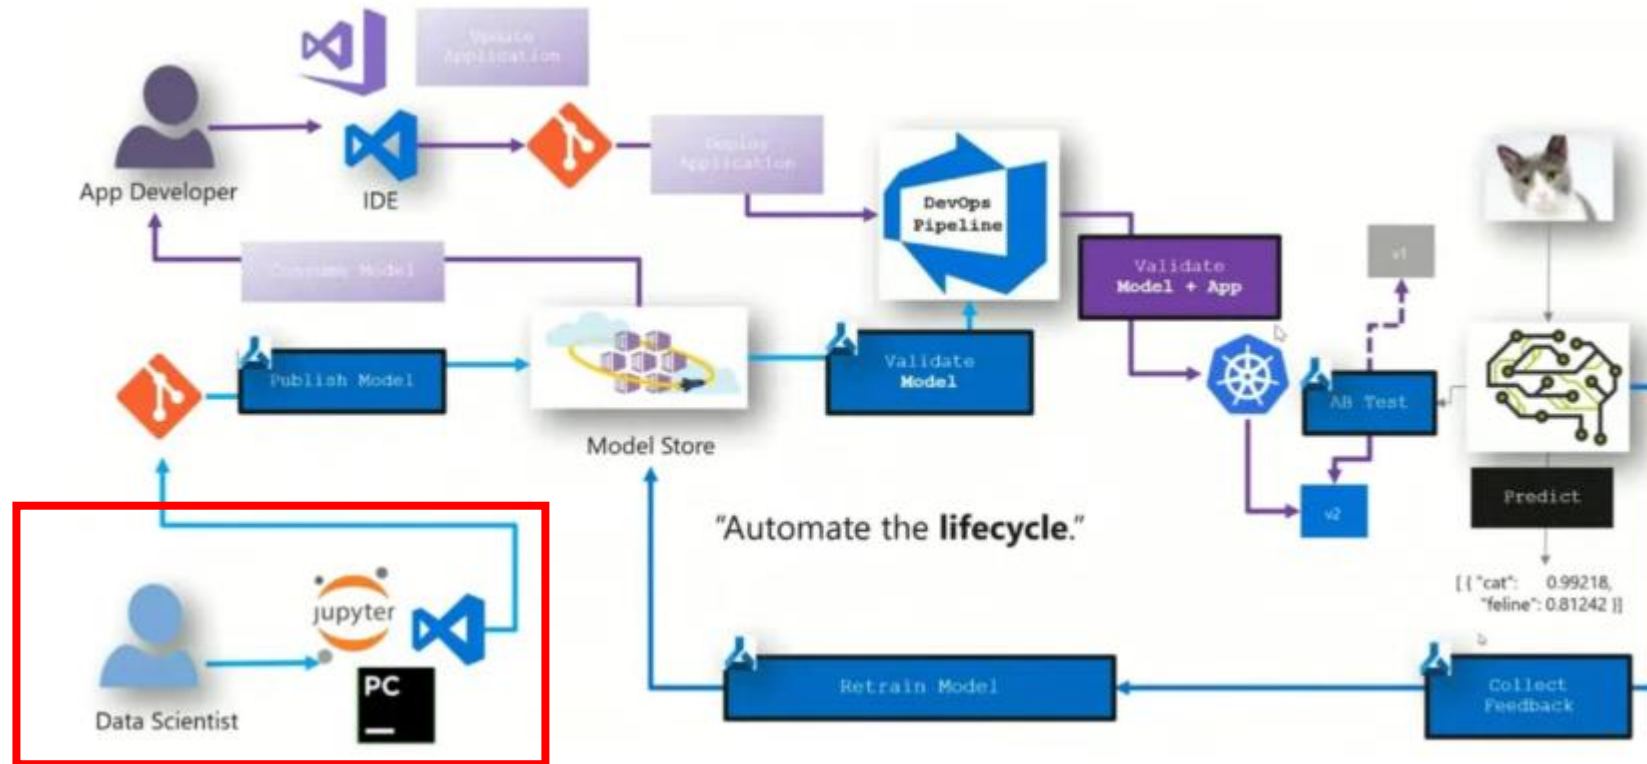 Update
Application
App Developer
IDE
Deploy
Application
DevOps
Pipeline
Consume Model
Validate
Model + App
v1
Publish Model
Validate
Model
AB Test
Model Store
Predict
v2
"Automate the lifecycle."
[ { "cat": 0.99218,
"feline": 0.81242 }]
jupyter
PC
Data Scientist
Retrain Model
Collect
Feedback